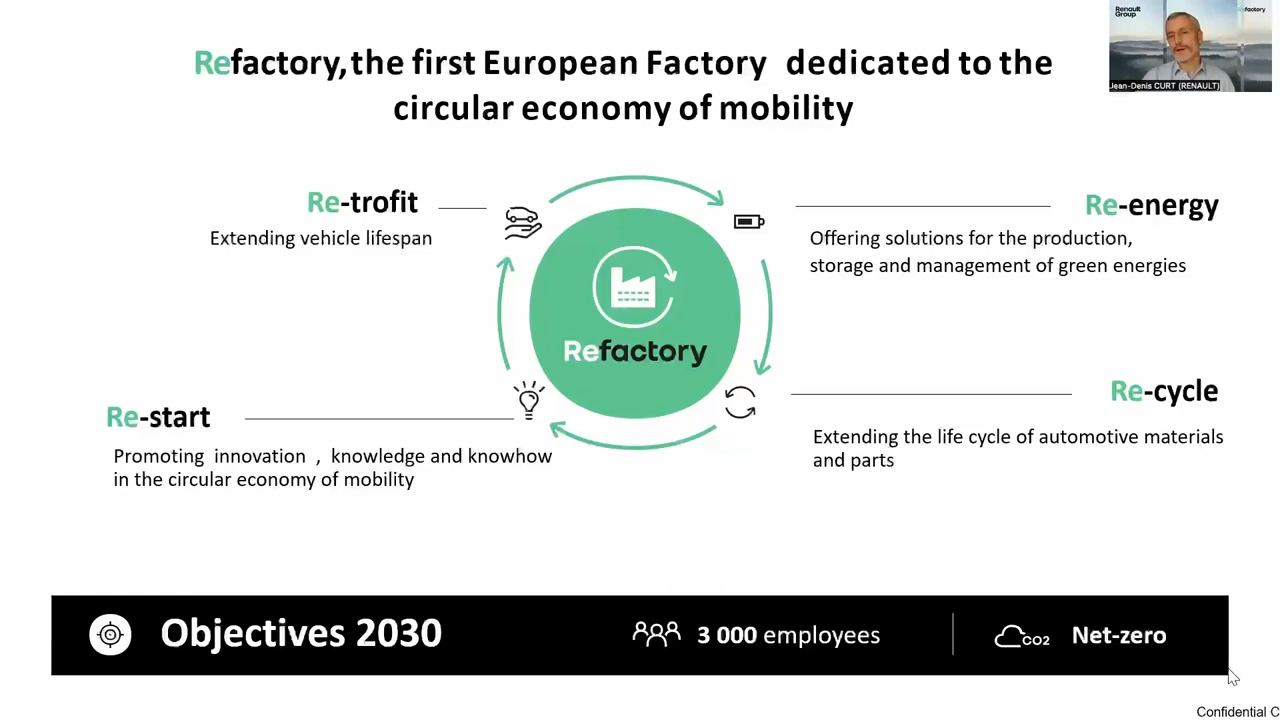 Renault
Group
Refactory
Jean-Denis CURT (RENAULT)
Refactory, the first European Factory dedicated to the
circular economy of mobility
Re-trofit
Extending vehicle lifespan
Re-energy
Offering solutions for the production,
storage and management of green energies
Refactory
Re-start
Promoting innovation , knowledge and knowhow
in the circular economy of mobility
Re-cycle
Extending the life cycle of automotive materials
and parts
Objectives 2030
3 000 employees
CO2
Net-zero
Confidential C